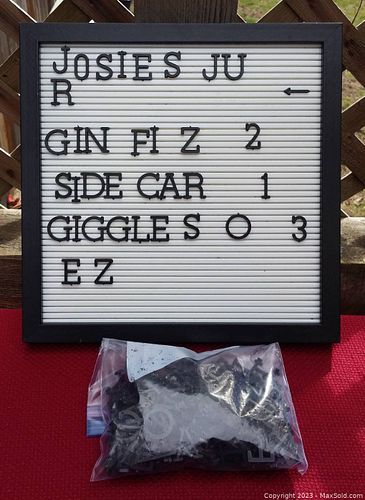 JOSIES JU
R ←
GIN FI Z 2
SIDE CAR 1
GIGGLE S O 3
E Z
Copyright 2023 - MaxSold.com